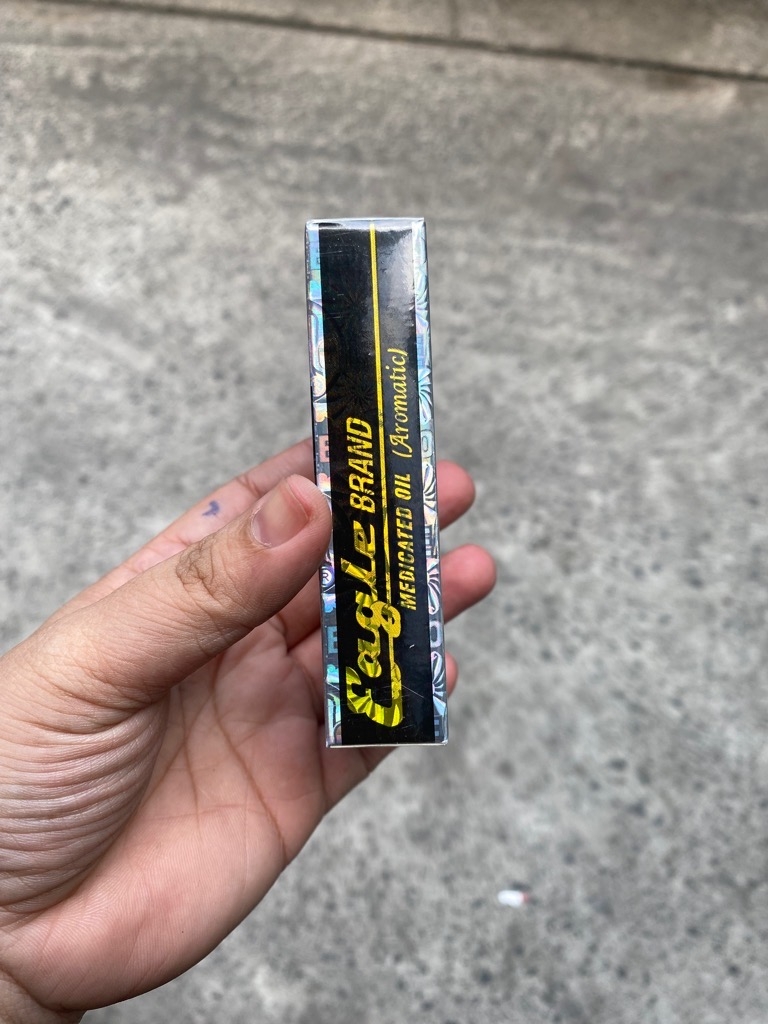 Eagle BRAND
MEDICATED OIL (Aromatic)